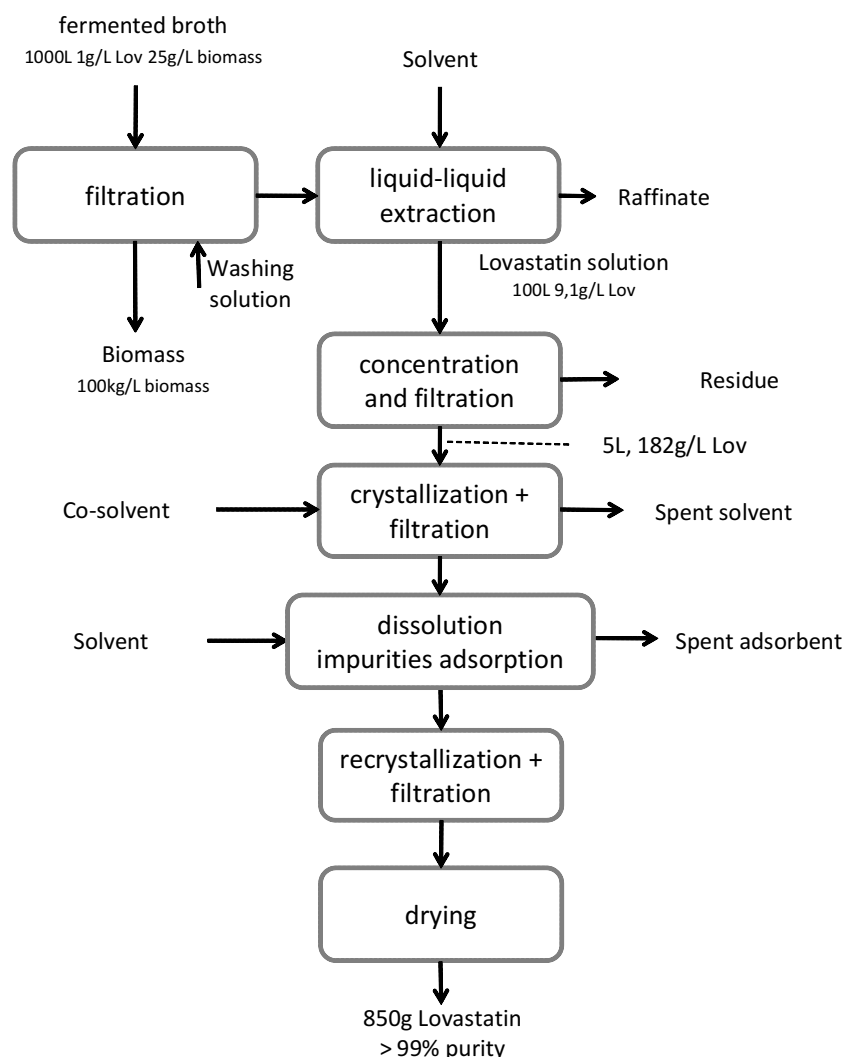 fermented broth
1000L 1g/L Lov 25g/L biomass
Solvent
filtration
liquid-liquid
extraction
Raffinate
Washing
solution
Lovastatin solution
100L 9,1g/L Lov
Biomass
100kg/L biomass
concentration
and filtration
Residue
5L, 182g/L Lov
Co-solvent
crystallization +
filtration
Spent solvent
Solvent
dissolution
impurities adsorption
Spent adsorbent
recrystallization +
filtration
drying
850g Lovastatin
> 99% purity